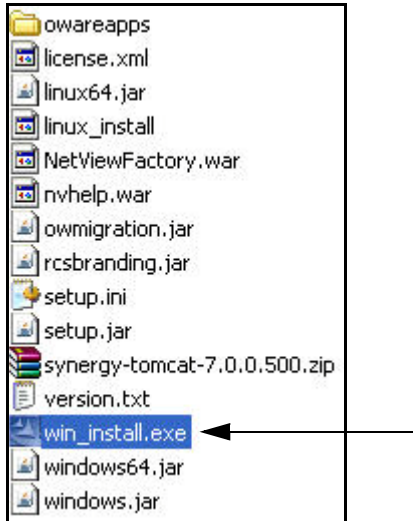 owareapps
license.xml
linux64.jar
linux_install
NetViewFactory.war
nvhelp.war
owmigration.jar
rcsbranding.jar
setup.ini
setup.jar
synergy-tomcat-7.0.0.500.zip
version.txt
win_install.exe
windows64.jar
windows.jar